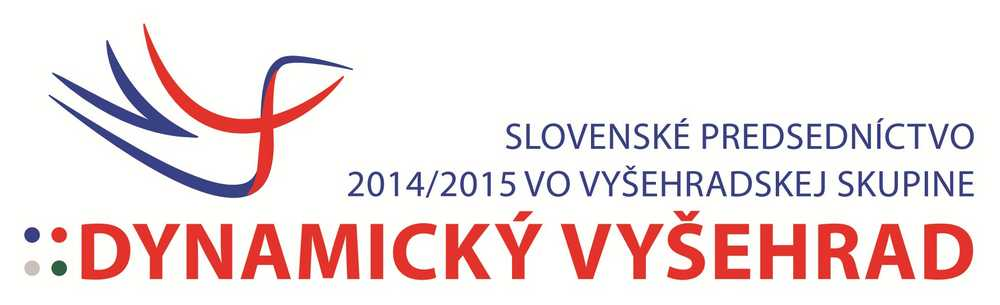 SLOVENSKÉ PREDSEDNÍCTVO
2014/2015 VO VYŠEHRADSKEJ SKUPINE
DYNAMICKÝ VYŠEHRAD